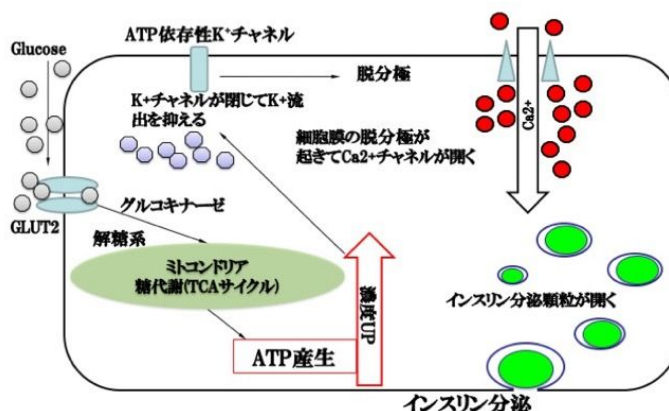 ATP依存性K⁺チャネル
Glucose
脱分極
K+チャネルが閉じてK+流
出を抑える
Ca2+
細胞膜の脱分極が
起きてCa2+チャネルが開く
グルコキナーゼ
GLUT2
解糖系
ミトコンドリア
糖代謝(TCAサイクル)
濃度UP
インスリン分泌顆粒が開く
ATP産生
インスリン分泌